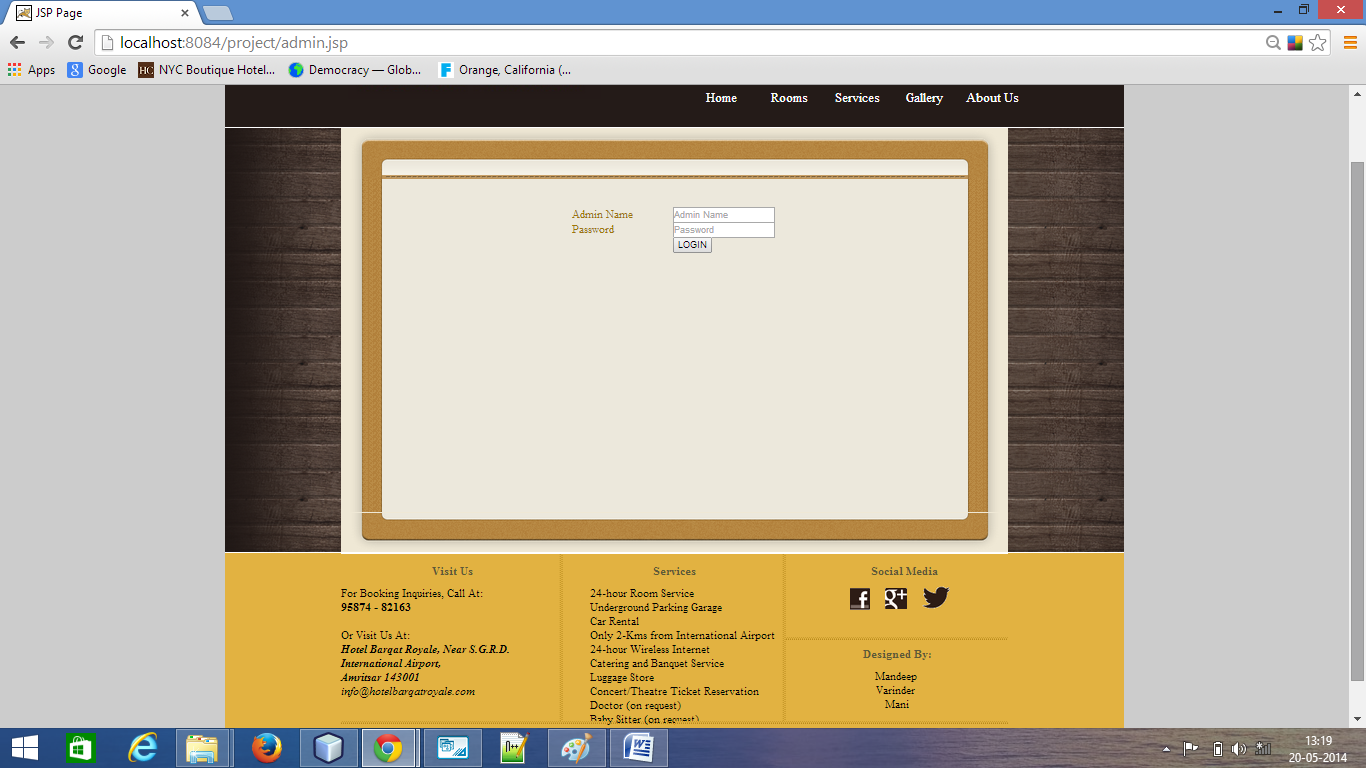 JSP Page
localhost:8084/project/admin.jsp
Apps Google NYC Boutique Hotel... Democracy — Glob... Orange, California (...
Home Rooms Services Gallery About Us
Admin Name Admin Name
Password Password
LOGIN
Visit Us
For Booking Inquiries, Call At:
95874 - 82163
Or Visit Us At:
Hotel Barqat Royale, Near S.G.R.D.
International Airport,
Amritsar 143001
info@hotelbarqatroyale.com
Services
24-hour Room Service
Underground Parking Garage
Car Rental
Only 2-Kms from International Airport
24-hour Wireless Internet
Catering and Banquet Service
Luggage Store
Concert/Theatre Ticket Reservation
Doctor (on request)
Baby Sitter (on request)
Social Media
Designed By:
Mandeep
Varinder
Mani
13:19
20-05-2014